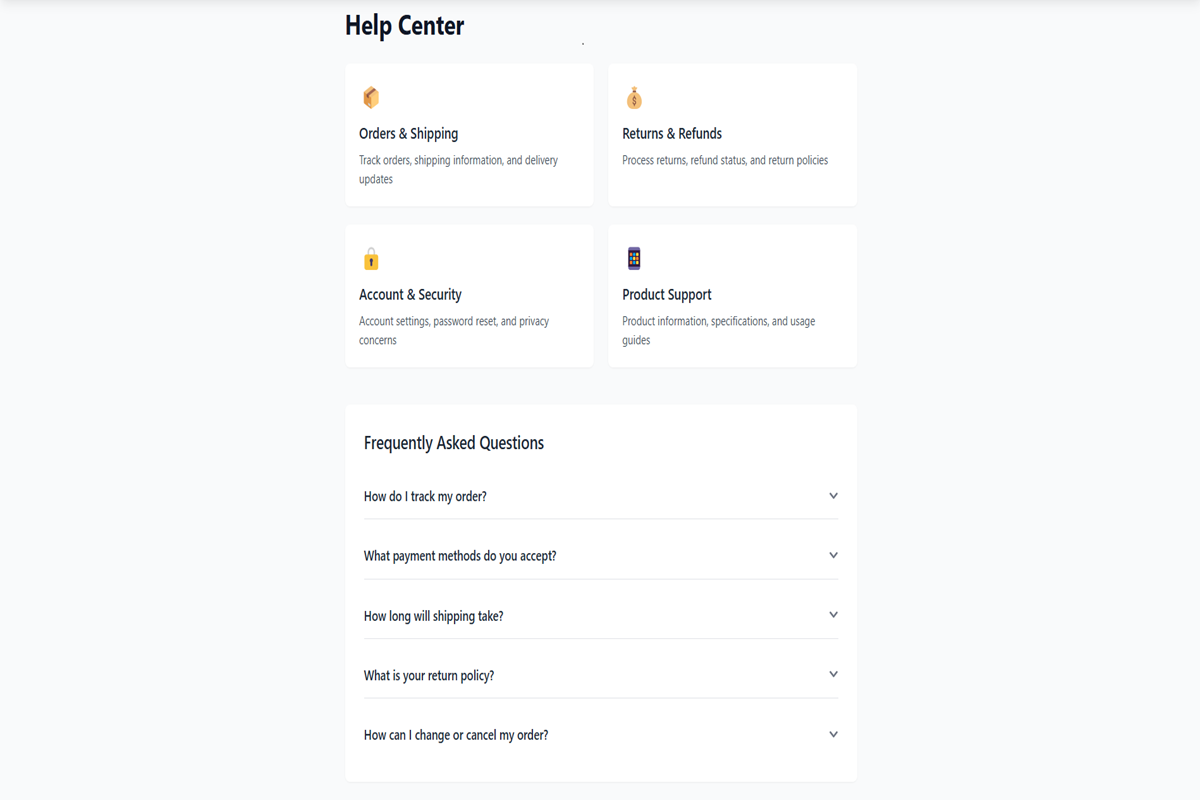 Help Center
Orders & Shipping
Track orders, shipping information, and delivery
updates
Returns & Refunds
Process returns, refund status, and return policies
Account & Security
Account settings, password reset, and privacy
concerns
Product Support
Product information, specifications, and usage
guides
Frequently Asked Questions
How do I track my order?
What payment methods do you accept?
How long will shipping take?
What is your return policy?
How can I change or cancel my order?